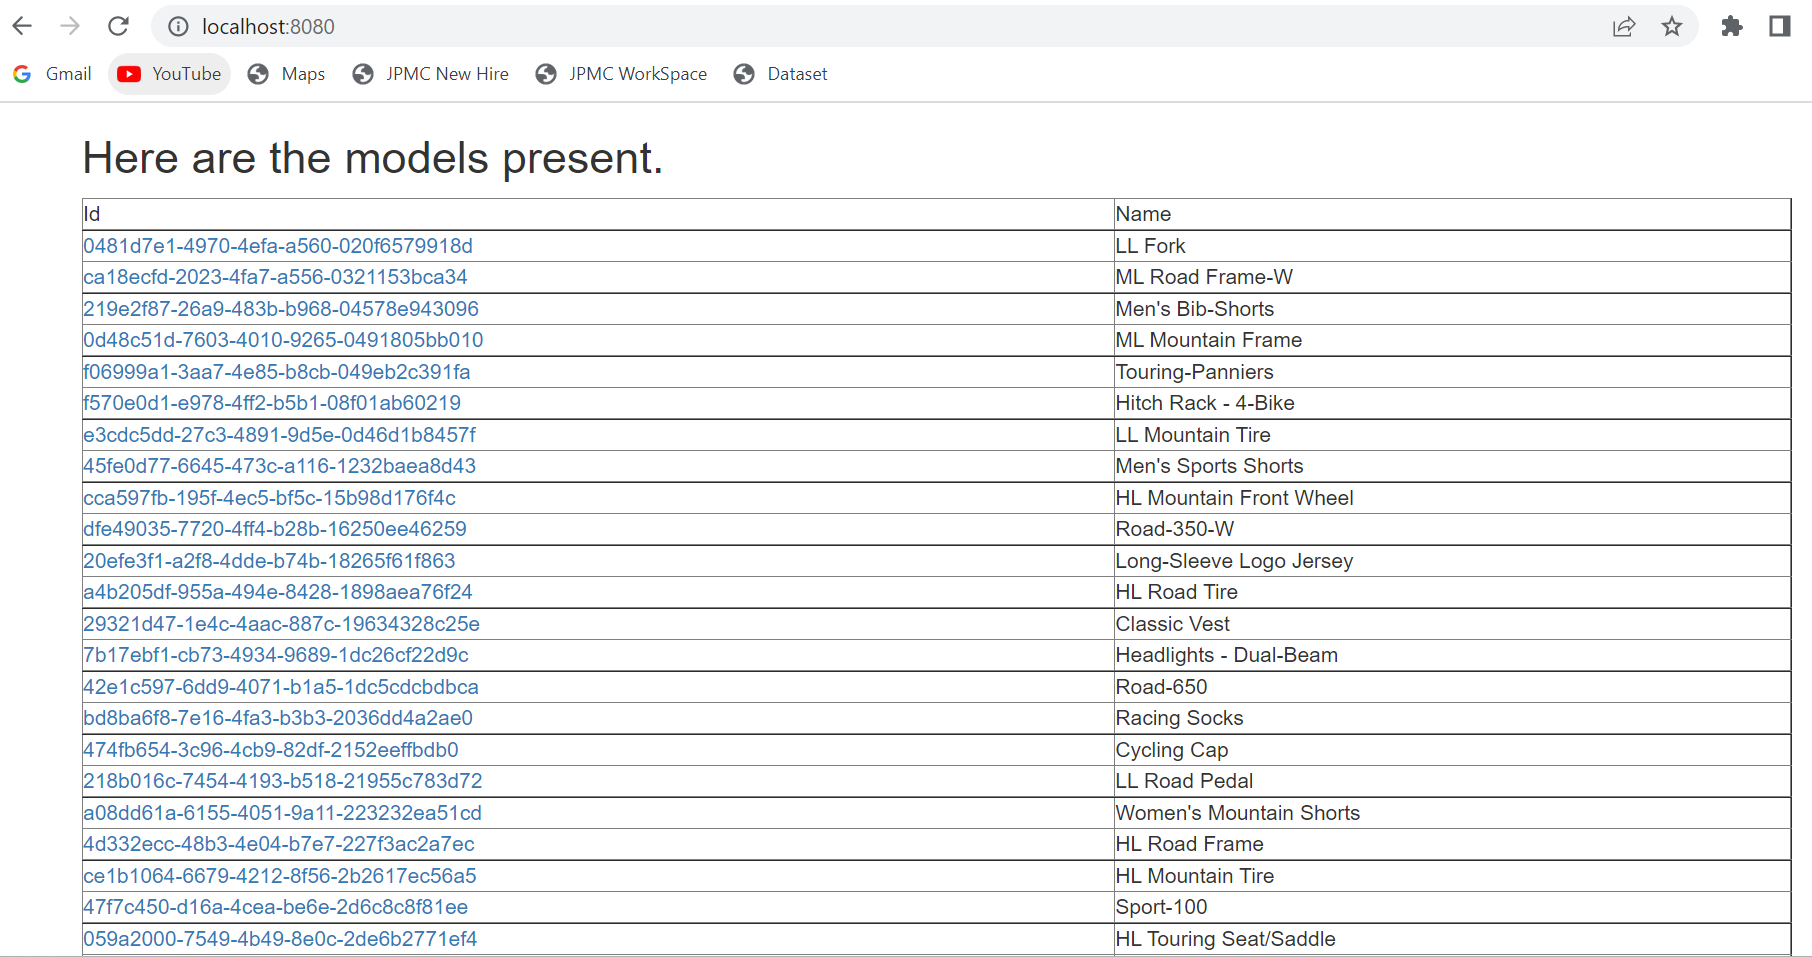 localhost:8080
Gmail YouTube Maps JPMC New Hire JPMC WorkSpace Dataset
Here are the models present.
Id Name
0481d7e1-4970-4efa-a560-020f6579918d LL Fork
ca18ecfd-2023-4fa7-a556-0321153bca34 ML Road Frame-W
219e2f87-26a9-483b-b968-04578e943096 Men's Bib-Shorts
0d48c51d-7603-4010-9265-0491805bb010 ML Mountain Frame
f06999a1-3aa7-4e85-b8cb-049eb2c391fa Touring-Panniers
f570e0d1-e978-4ff2-b5b1-08f01ab60219 Hitch Rack - 4-Bike
e3cdc5dd-27c3-4891-9d5e-0d46d1b8457f LL Mountain Tire
45fe0d77-6645-473c-a116-1232baea8d43 Men's Sports Shorts
cca597fb-195f-4ec5-bf5c-15b98d176f4c HL Mountain Front Wheel
dfe49035-7720-4ff4-b28b-16250ee46259 Road-350-W
20efe3f1-a2f8-4dde-b74b-18265f61f863 Long-Sleeve Logo Jersey
a4b205df-955a-494e-8428-1898aea76f24 HL Road Tire
29321d47-1e4c-4aac-887c-19634328c25e Classic Vest
7b17ebf1-cb73-4934-9689-1dc26cf22d9c Headlights - Dual-Beam
42e1c597-6dd9-4071-b1a5-1dc5cdcbdbca Road-650
bd8ba6f8-7e16-4fa3-b3b3-2036dd4a2ae0 Racing Socks
474fb654-3c96-4cb9-82df-2152eeffbdb0 Cycling Cap
218b016c-7454-4193-b518-21955c783d72 LL Road Pedal
a08dd61a-6155-4051-9a11-223232ea51cd Women's Mountain Shorts
4d332ecc-48b3-4e04-b7e7-227f3ac2a7ec HL Road Frame
ce1b1064-6679-4212-8f56-2b2617ec56a5 HL Mountain Tire
47f7c450-d16a-4cea-be6e-2d6c8c8f81ee Sport-100
059a2000-7549-4b49-8e0c-2de6b2771ef4 HL Touring Seat/Saddle